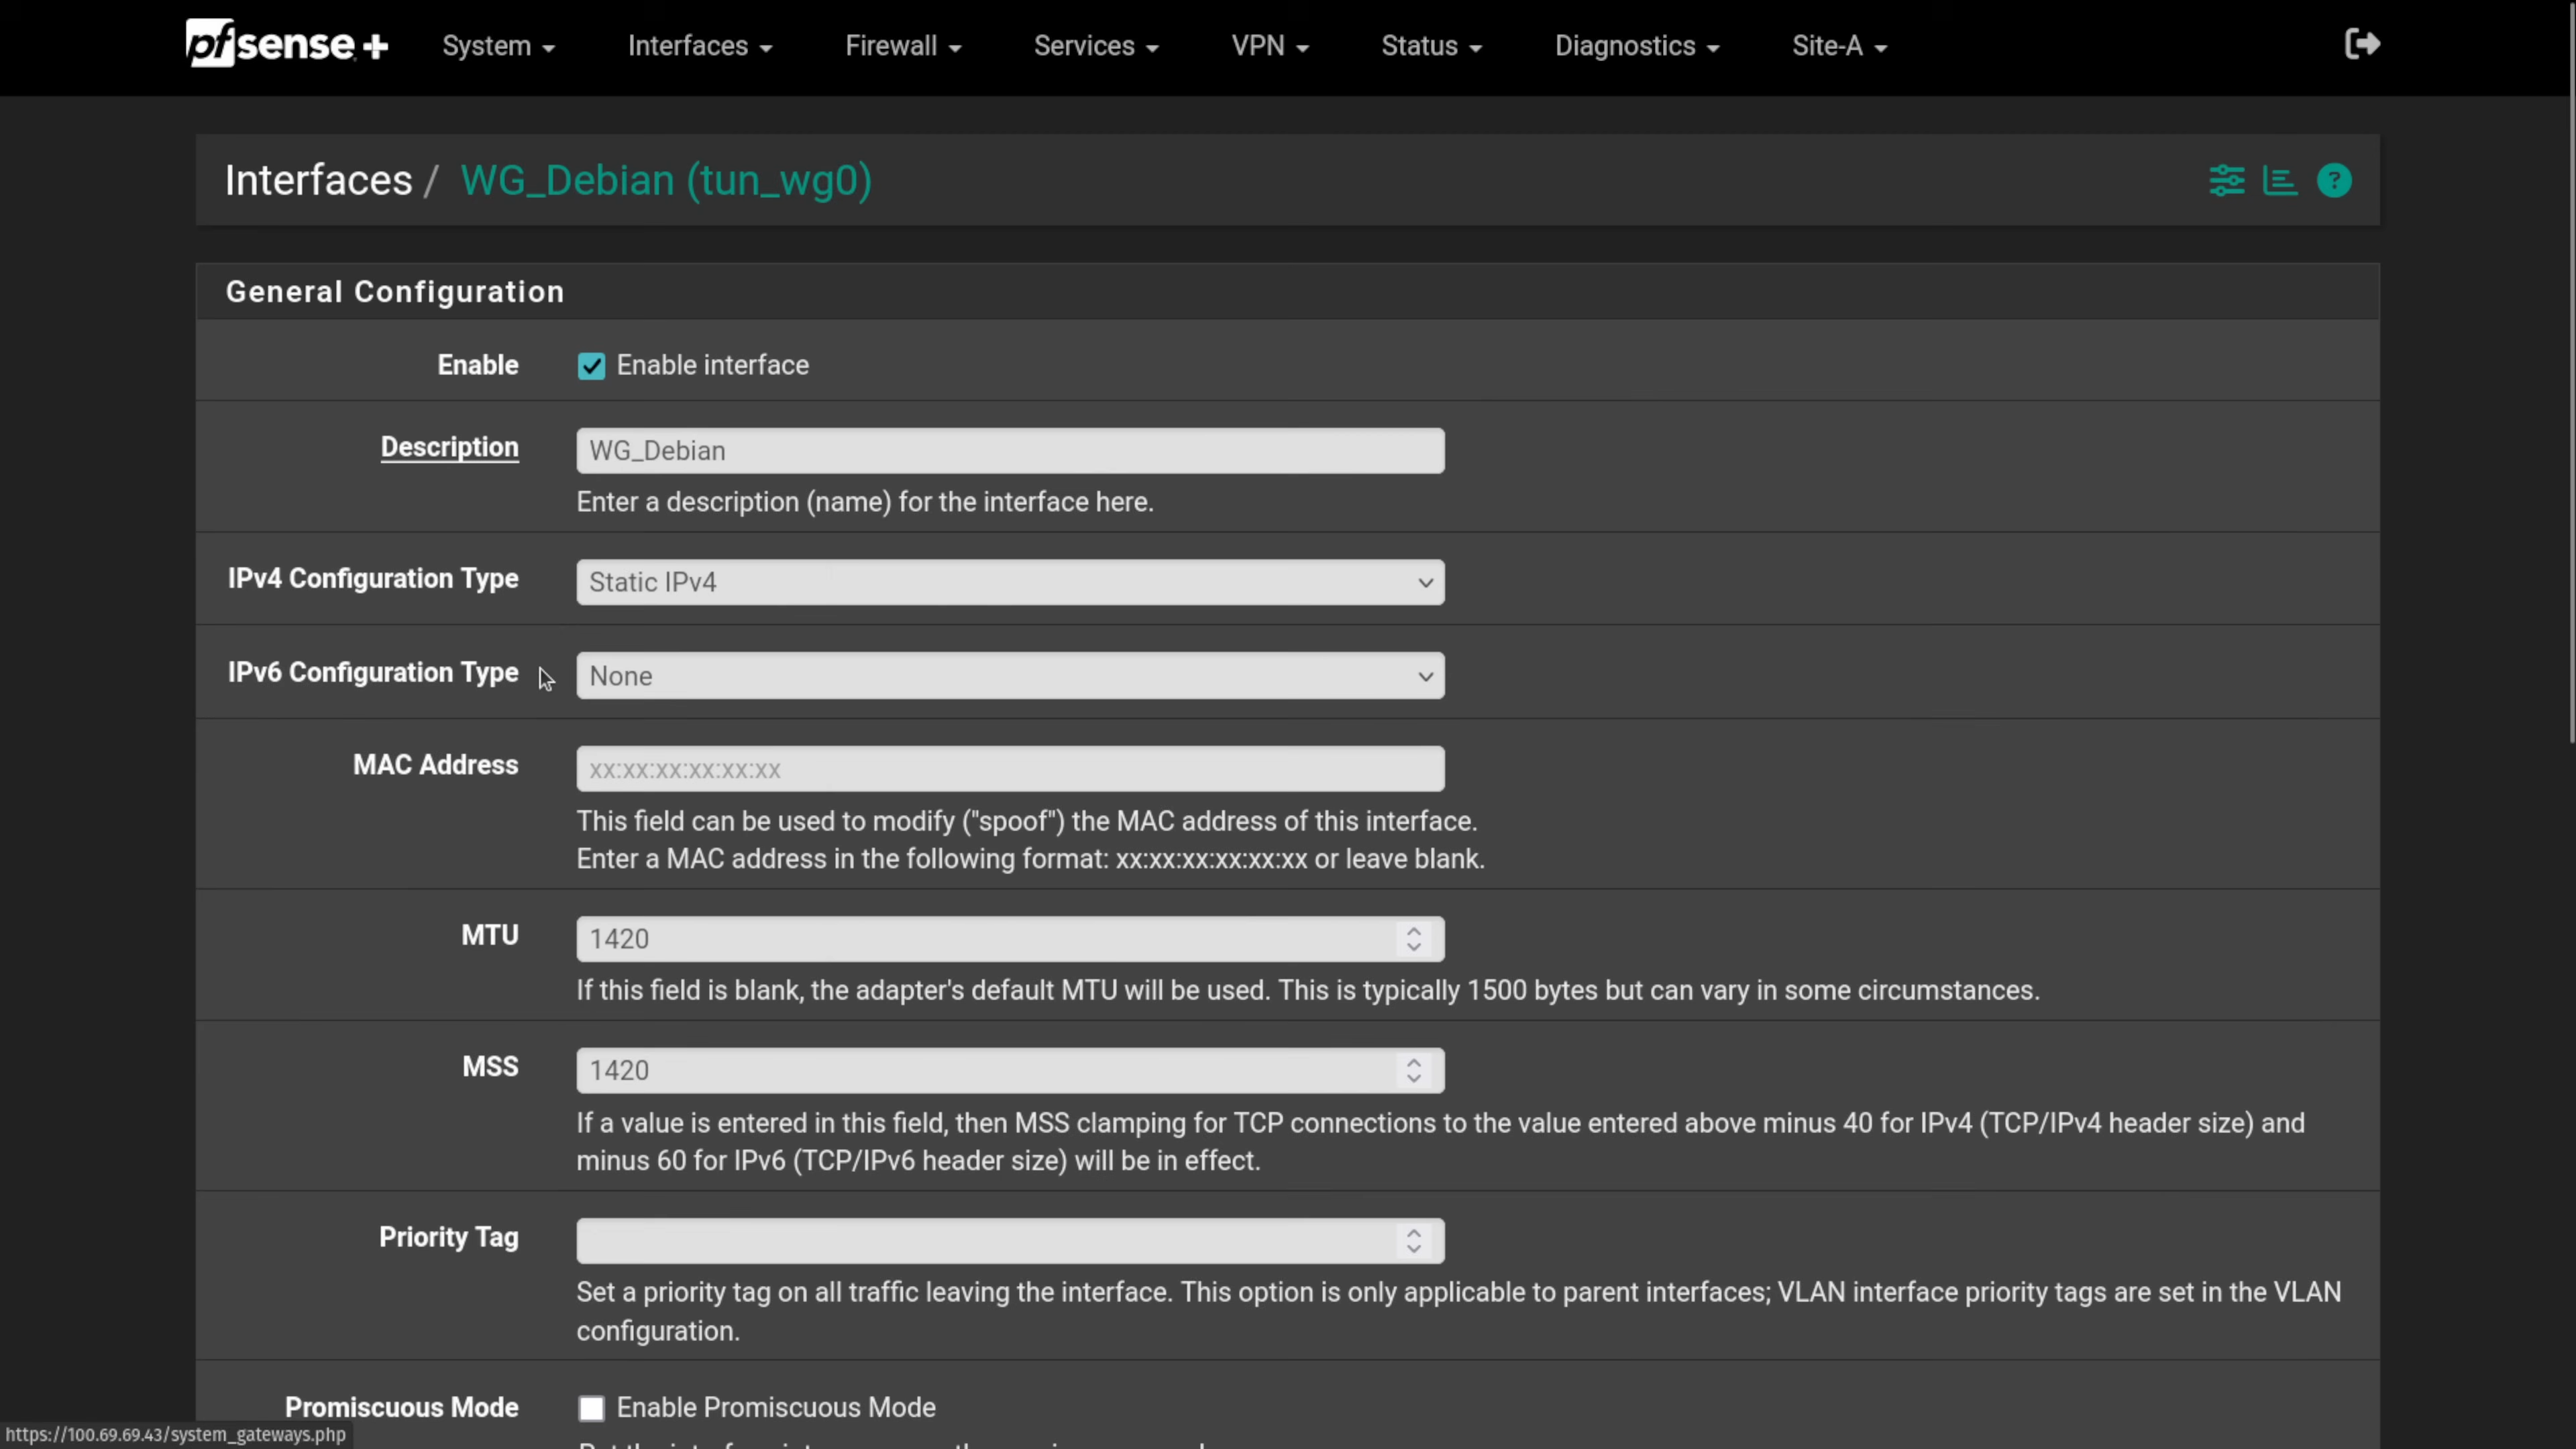 pfsense+ System Interfaces Firewall Services VPN Status Diagnostics Site-A
Interfaces / WG_Debian (tun_wg0)
General Configuration
Enable Enable interface
Description WG_Debian
Enter a description (name) for the interface here.
IPv4 Configuration Type Static IPv4
IPv6 Configuration Type None
MAC Address xx:xx:xx:xx:xx:xx
This field can be used to modify ("spoof") the MAC address of this interface.
Enter a MAC address in the following format: xx:xx:xx:xx:xx:xx or leave blank.
MTU 1420
If this field is blank, the adapter's default MTU will be used. This is typically 1500 bytes but can vary in some circumstances.
MSS 1420
If a value is entered in this field, then MSS clamping for TCP connections to the value entered above minus 40 for IPv4 (TCP/IPv4 header size) and
minus 60 for IPv6 (TCP/IPv6 header size) will be in effect.
Priority Tag
Set a priority tag on all traffic leaving the interface. This option is only applicable to parent interfaces; VLAN interface priority tags are set in the VLAN
configuration.
Promiscuous Mode Enable Promiscuous Mode
https://100.69.69.43/system_gateways.php